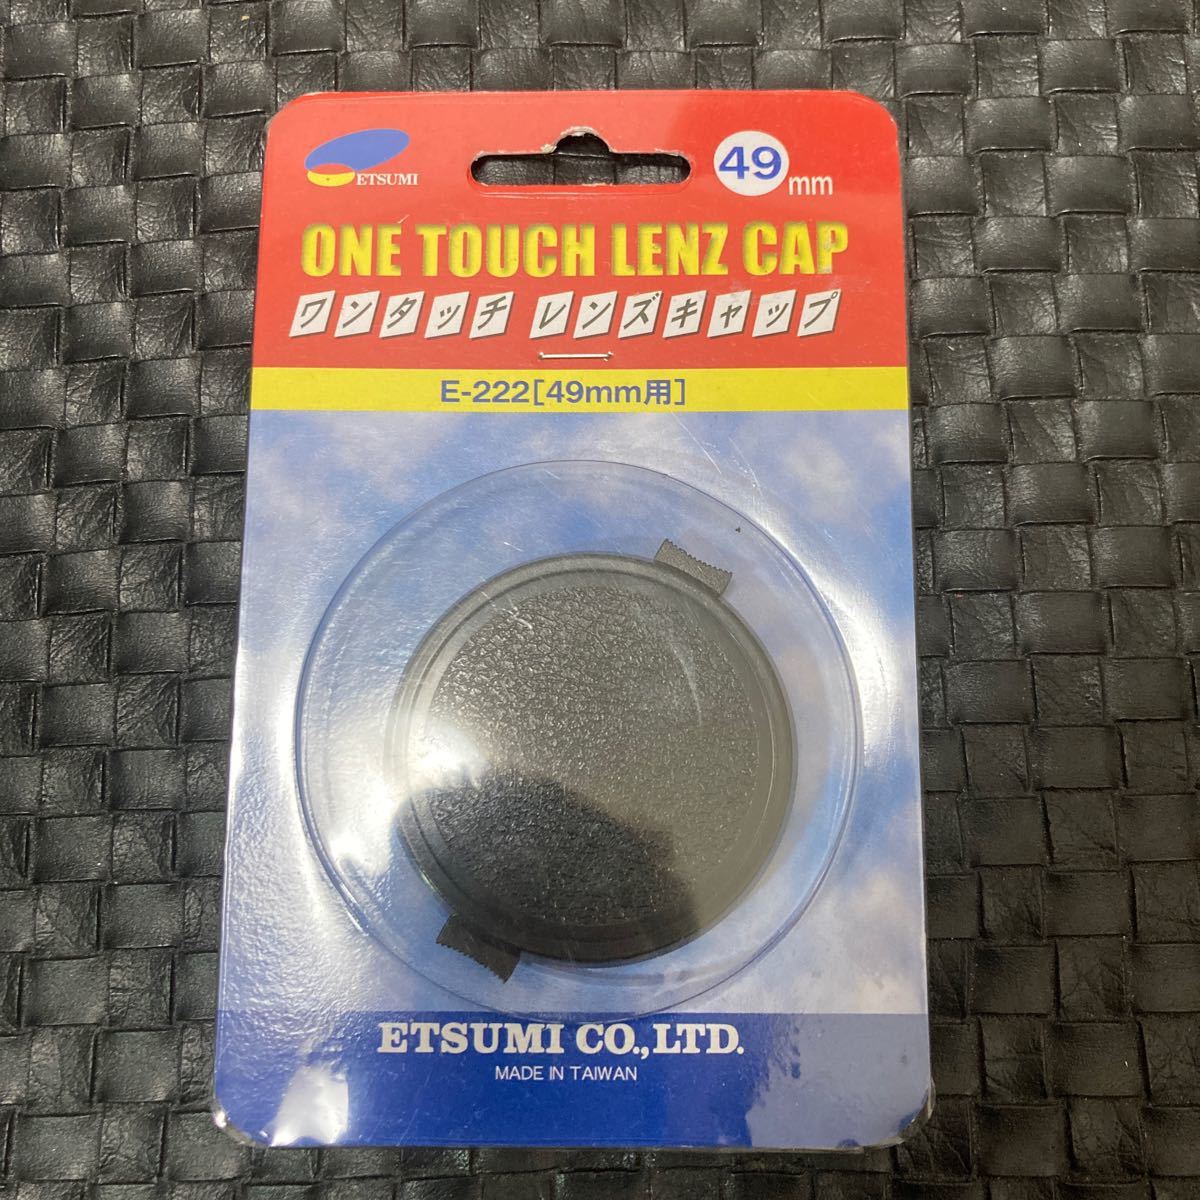 ETSUMI
49mm
ONE TOUCH LENZ CAP
ワンタッチ レンズキャップ
E-222[49mm用]
ETSUMI CO.,LTD.
MADE IN TAIWAN